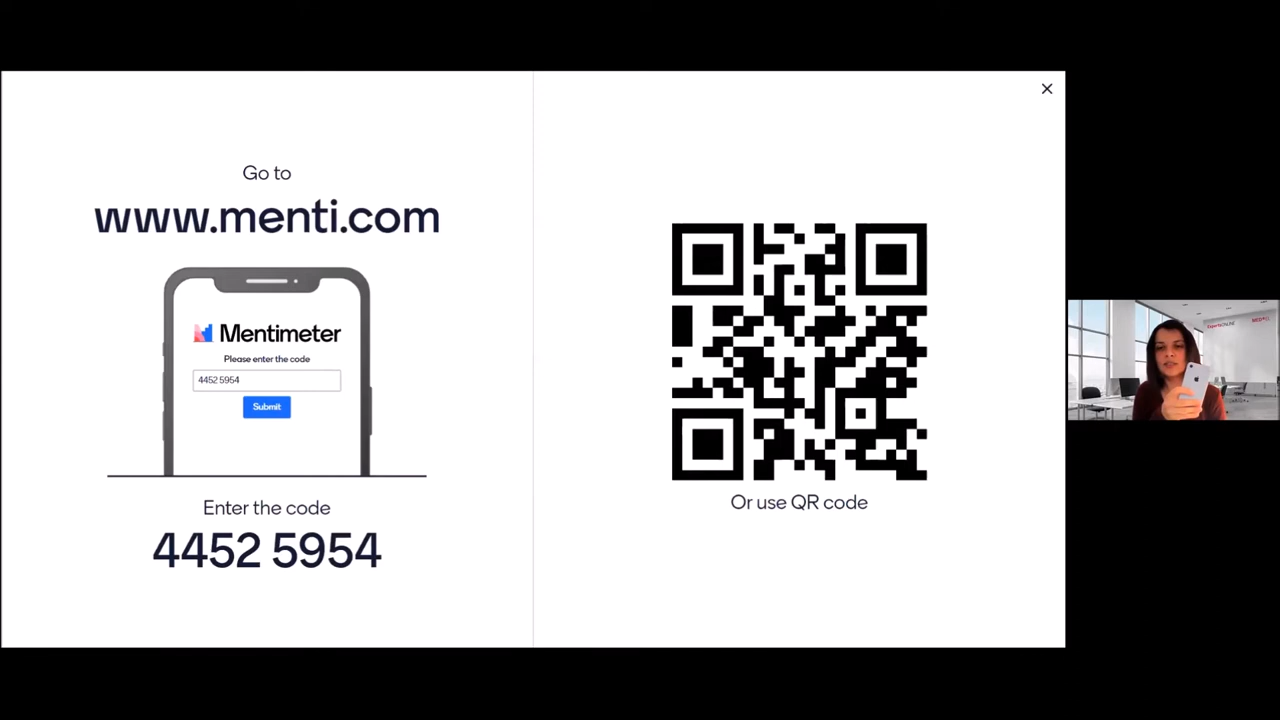 Go to
www.menti.com
Mentimeter
Please enter the code
4452 5954
Submit
Enter the code
4452 5954
Or use QR code